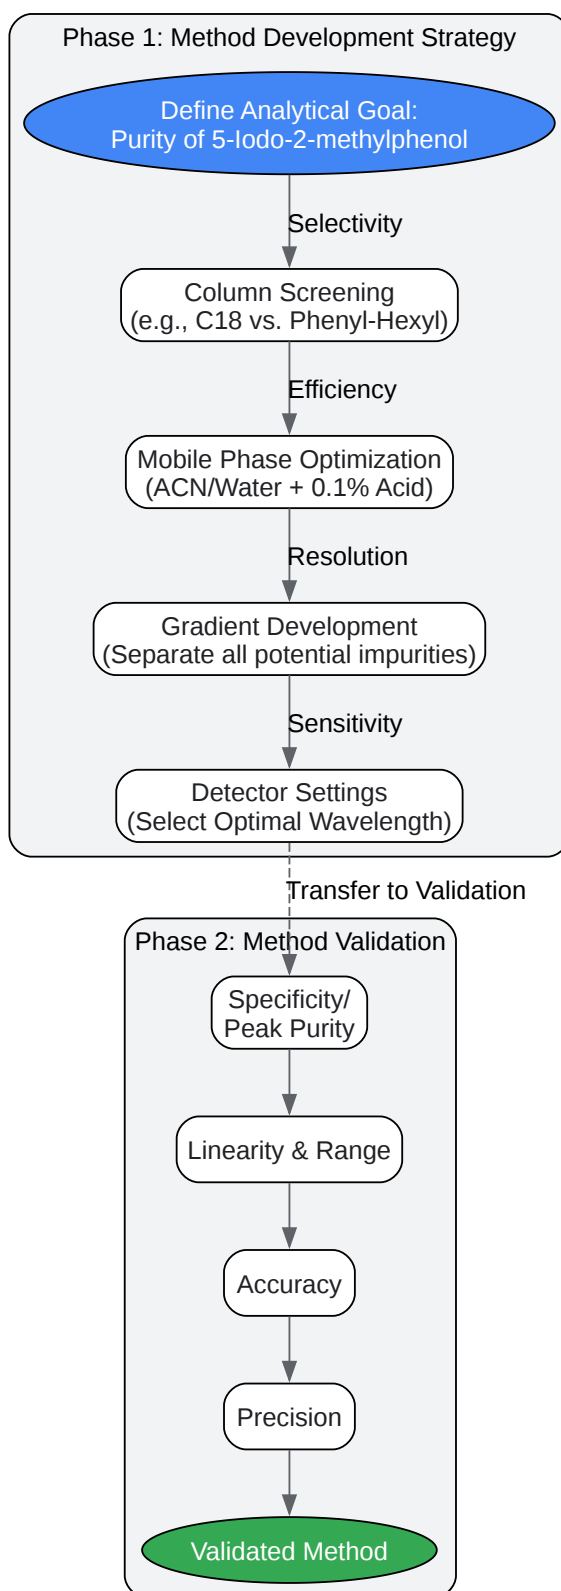 Phase 1: Method Development Strategy
Define Analytical Goal:
Purity of 5-Iodo-2-methylphenol
Selectivity
Column Screening
(e.g., C18 vs. Phenyl-Hexyl)
Efficiency
Mobile Phase Optimization
(ACN/Water + 0.1% Acid)
Resolution
Gradient Development
(Separate all potential impurities)
Sensitivity
Detector Settings
(Select Optimal Wavelength)
Transfer to Validation
Phase 2: Method Validation
Specificity/
Peak Purity
Linearity & Range
Accuracy
Precision
Validated Method